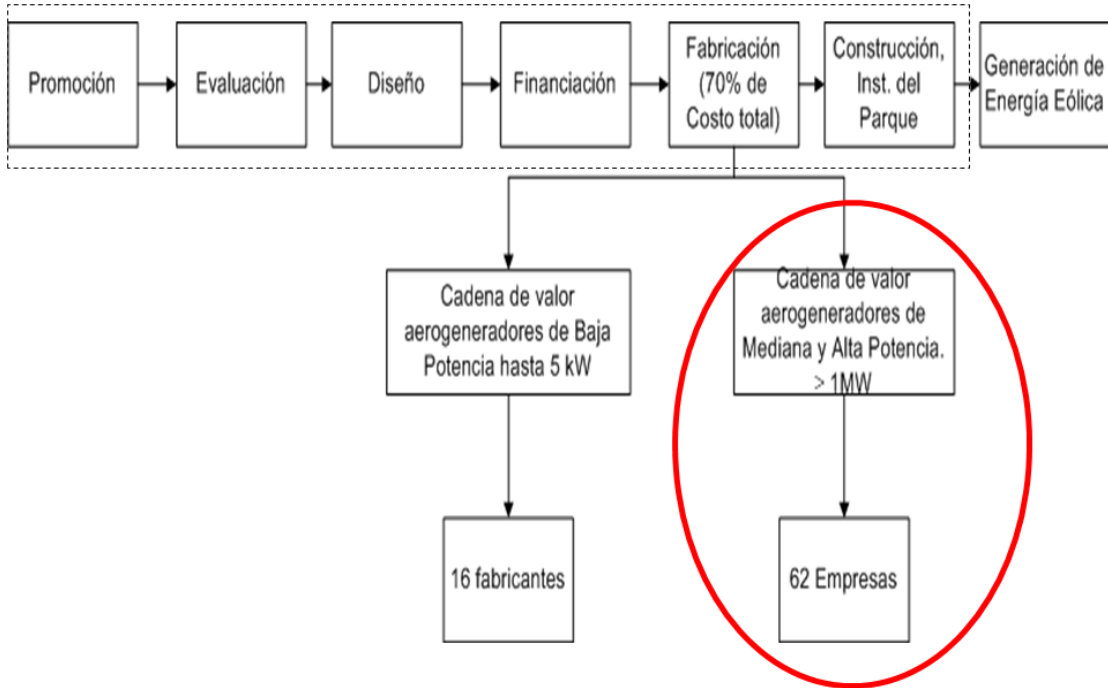 Promoción
Evaluación
Diseño
Financiación
Fabricación
(70% de
Costo total)
Construcción,
Inst. del
Parque
Generación de
Energía Eólica
Cadena de valor
aerogeneradores de Baja
Potencia hasta 5 kW
Cadena de valor
aerogeneradores de
Mediana y Alta Potencia.
> 1MW
16 fabricantes
62 Empresas